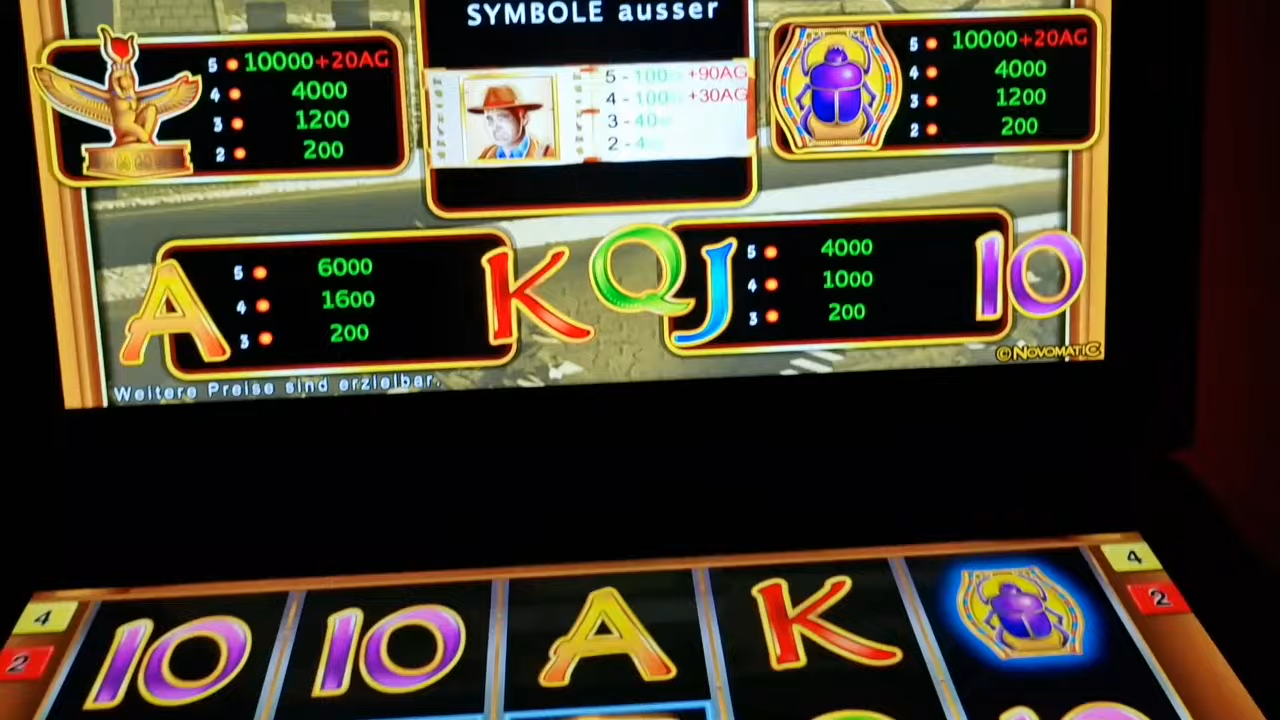 SYMBOLE ausser
5 10000+20AG
4 4000
3 1200
2 200
5 - 100 +90AG
4 - 100 +30AG
3 - 40
2 - 4
5 10000+20AG
4 4000
3 1200
2 200
A
5 6000
4 1600
3 200
K
Q
J
5 4000
4 1000
3 200
10
© NOVOMATIC
Weitere Preise sind erzielbar.
4
2
10 10 A K
4
2